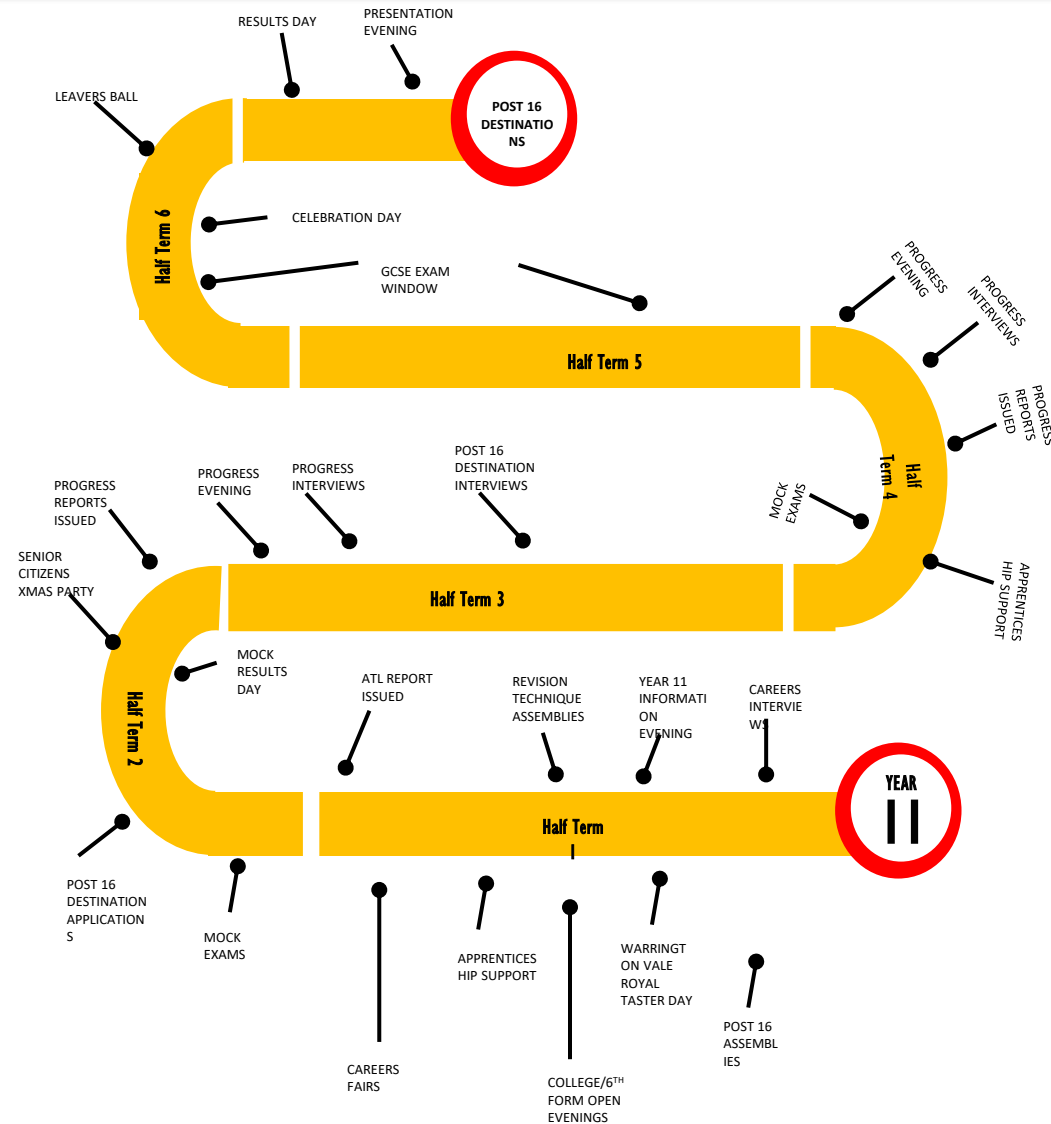 RESULTS DAY
PRESENTATION
EVENING
LEAVERS BALL
POST 16
DESTINATIO
NS
Half Term 6
CELEBRATION DAY
GCSE EXAM
WINDOW
PROGRESS
EVENING
PROGRESS
INTERVIEWS
Half Term 5
PROGRESS
REPORTS
ISSUED
Half
Term 4
MOCK
EXAMS
APPRENTICES
HIP SUPPORT
POST 16
DESTINATION
INTERVIEWS
PROGRESS
INTERVIEWS
PROGRESS
EVENING
PROGRESS
REPORTS
ISSUED
SENIOR
CITIZENS
XMAS PARTY
Half Term 3
MOCK
RESULTS
DAY
Half Term 2
ATL REPORT
ISSUED
REVISION
TECHNIQUE
ASSEMBLIES
YEAR 11
INFORMATI
ON
EVENING
CAREERS
INTERVIE
WS
YEAR
11
Half Term
1
POST 16
DESTINATION
APPLICATION
S
MOCK
EXAMS
CAREERS
FAIRS
APPRENTICES
HIP SUPPORT
COLLEGE/6TH
FORM OPEN
EVENINGS
WARRINGT
ON VALE
ROYAL
TASTER DAY
POST 16
ASSEMBL
IES